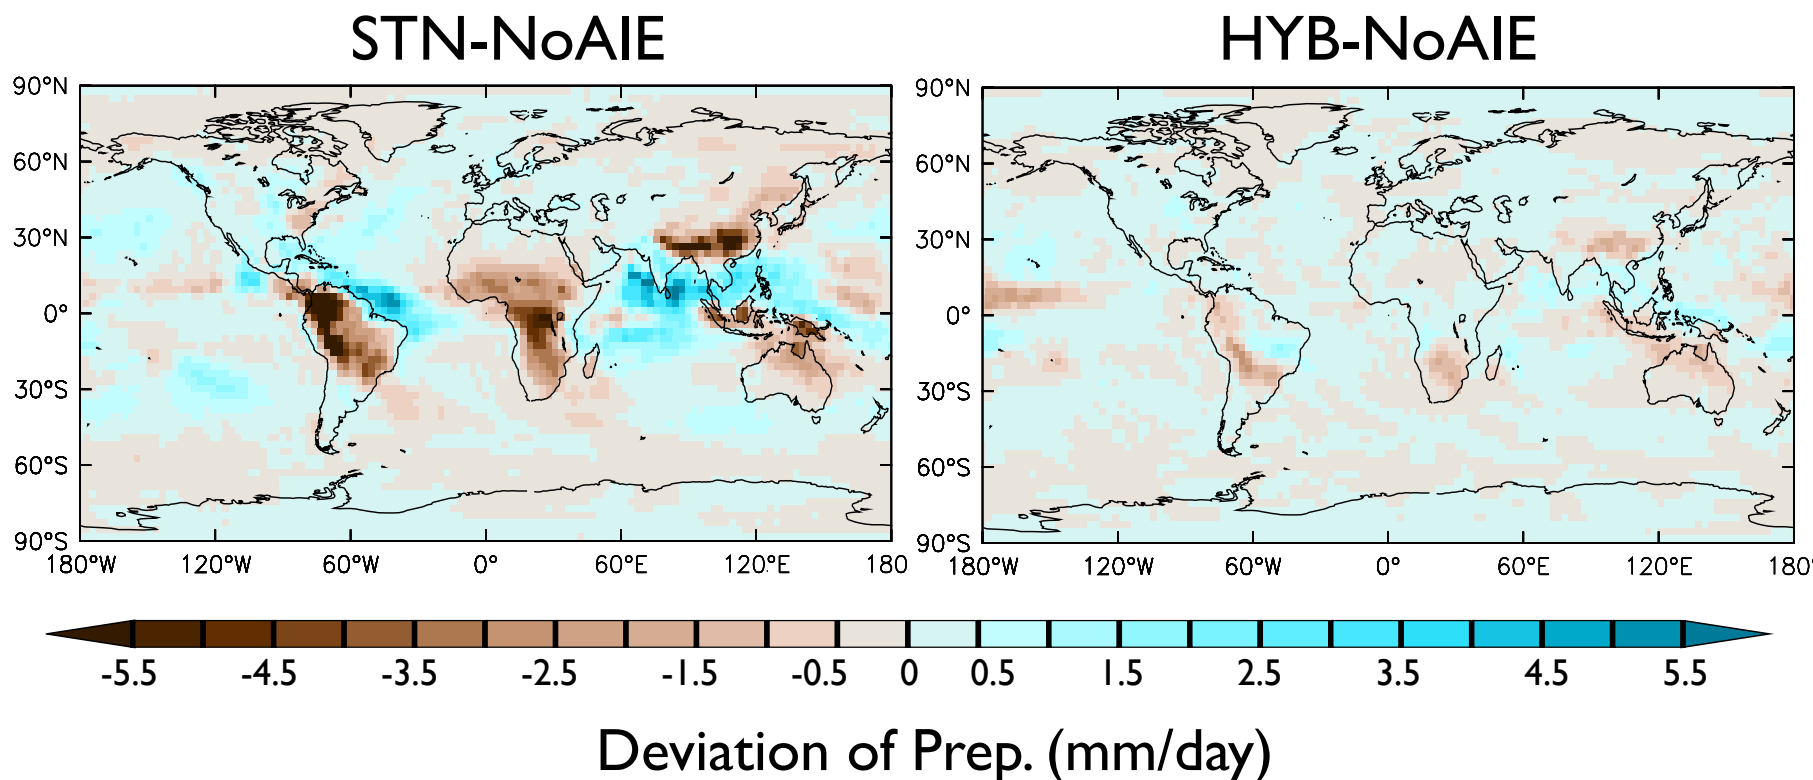 STN-NoAIE HYB-NoAIE
90°N 90°N
60°N 60°N
30°N 30°N
0° 0°
30°S 30°S
60°S 60°S
90°S 90°S
180°W 120°W 60°W 0° 60°E 120°E 180 180°W 120°W 60°W 0° 60°E 120°E 180°
-5.5 -4.5 -3.5 -2.5 -1.5 -0.5 0 0.5 1.5 2.5 3.5 4.5 5.5
Deviation of Prep. (mm/day)